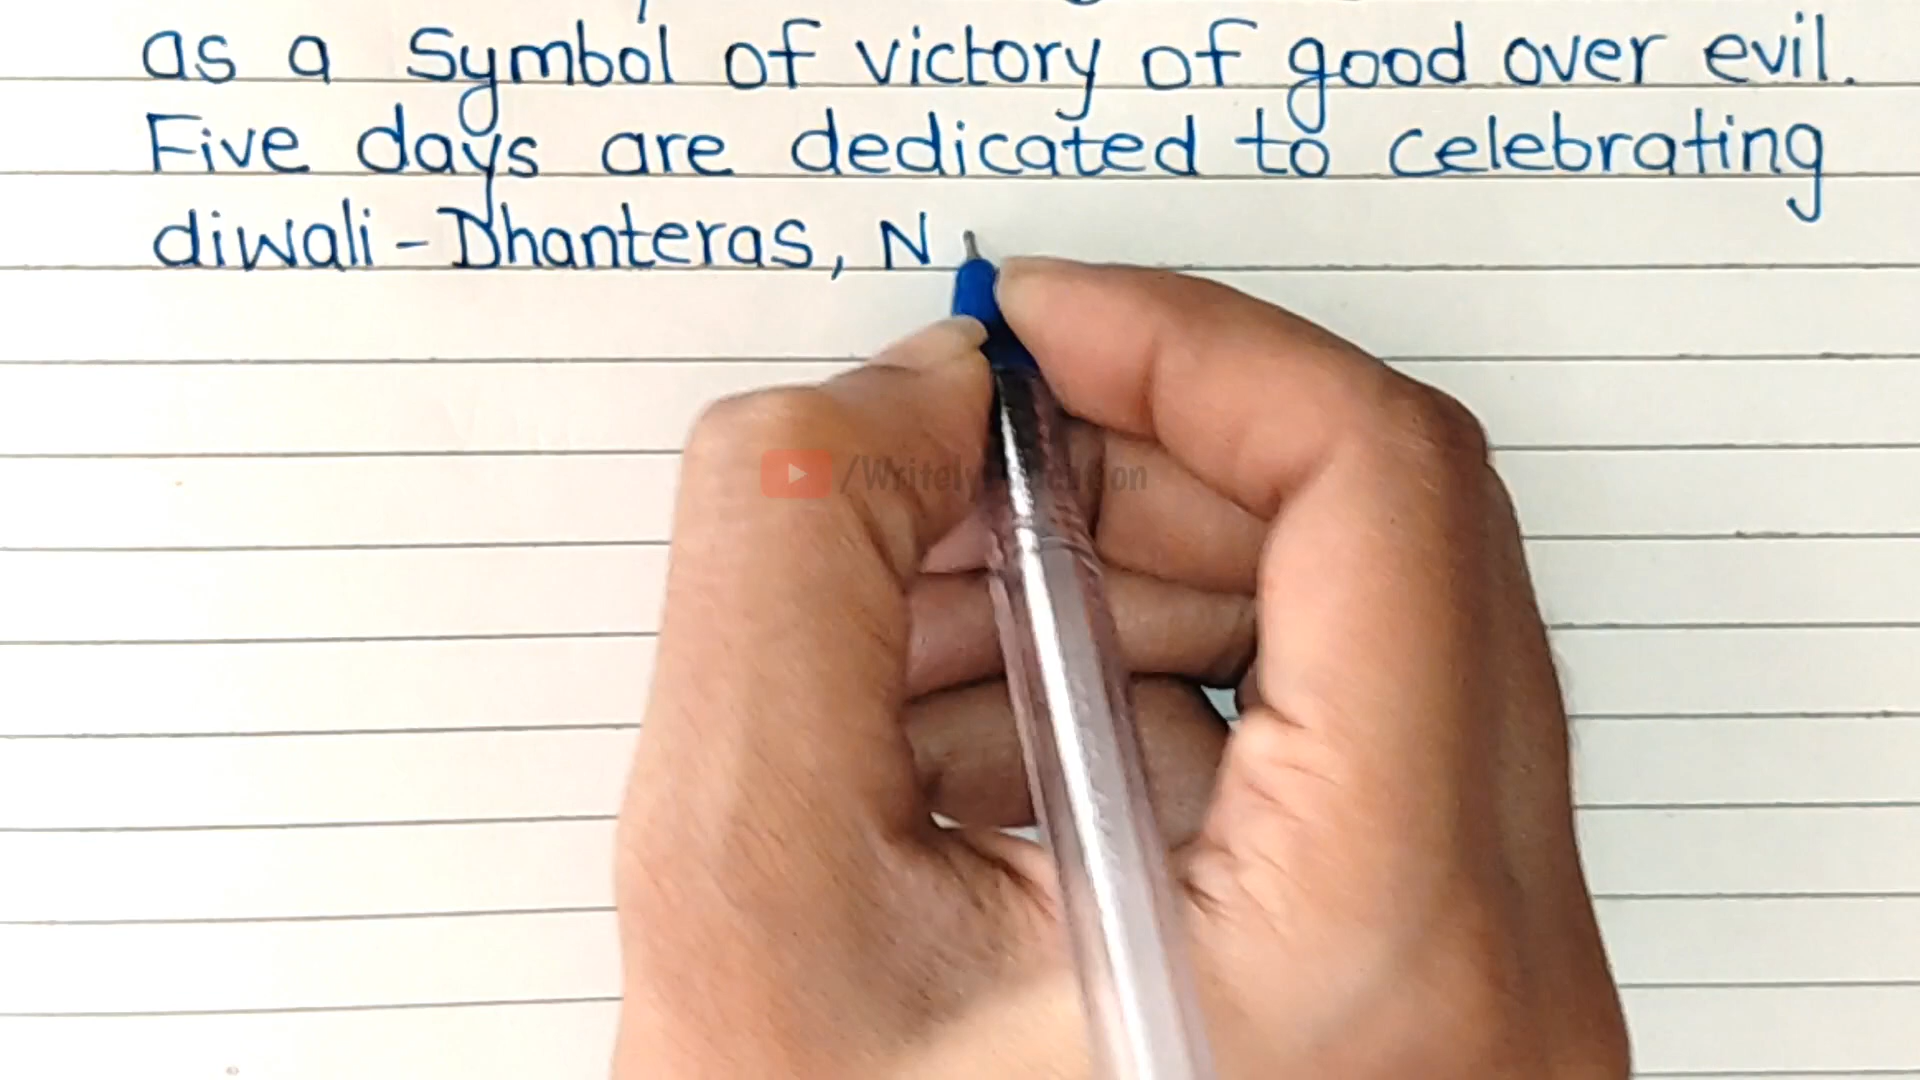 as a symbol of victory of good over evil.
Five days are dedicated to celebrating
diwali - Dhanteras, N